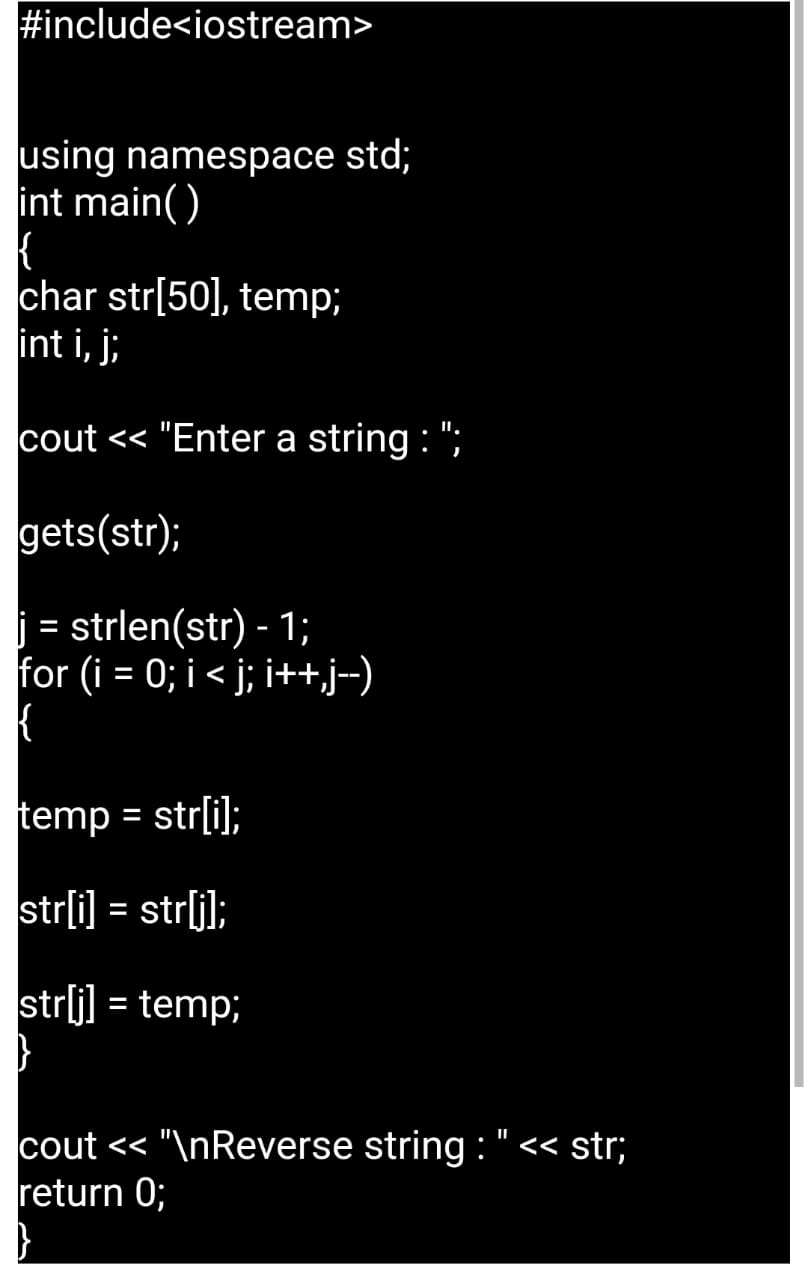 #include<iostream>
using namespace std;
int main( )
{
char str[50], temp;
int i, j;
cout << "Enter a string : ";
gets(str);
j = strlen(str) - 1;
for (i = 0; i < j; i++,j--)
{
temp = str[i];
str[i] = str[j];
str[j] = temp;
}
cout << "\nReverse string : " << str;
return 0;
}